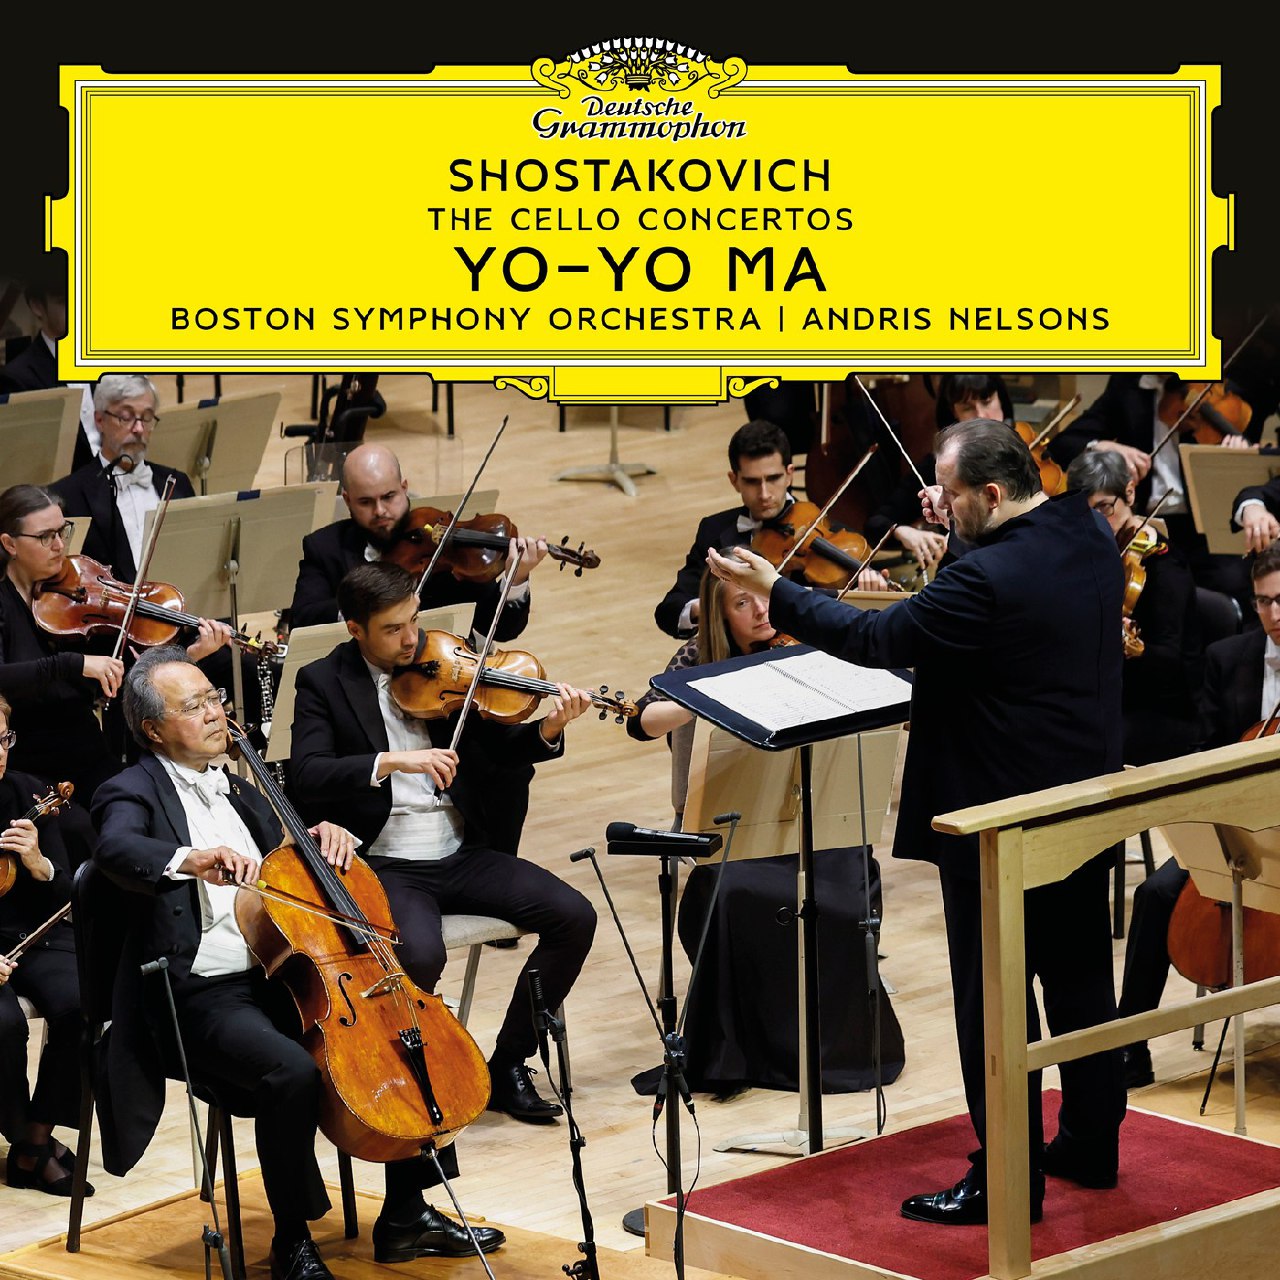 Deutsche
Grammophon
SHOSTAKOVICH
THE CELLO CONCERTOS
YO-YO MA
BOSTON SYMPHONY ORCHESTRA | ANDRIS NELSONS